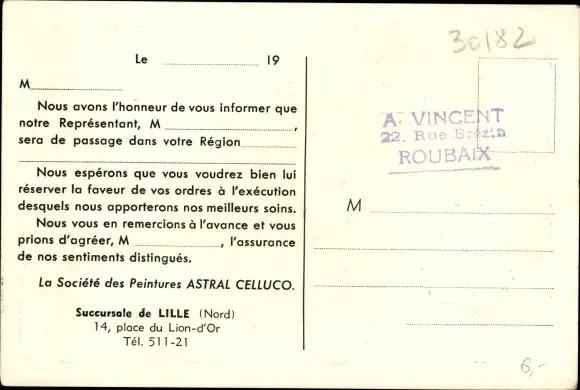 Le 19
M
Nous avons l'honneur de vous informer que
notre Représentant, M ,
sera de passage dans votre Région
Nous espérons que vous voudrez bien lui
réserver la faveur de vos ordres à l'exécution
desquels nous apporterons nos meilleurs soins.
Nous vous en remercions à l'avance et vous
prions d'agréer, M , l'assurance
de nos sentiments distingués.
La Société des Peintures ASTRAL CELLUCO.
Succursale de LILLE (Nord)
14, place du Lion-d'Or
Tél. 511-21
30182
A. VINCENT
22. Rue Brézin
ROUBAIX
M
6,-